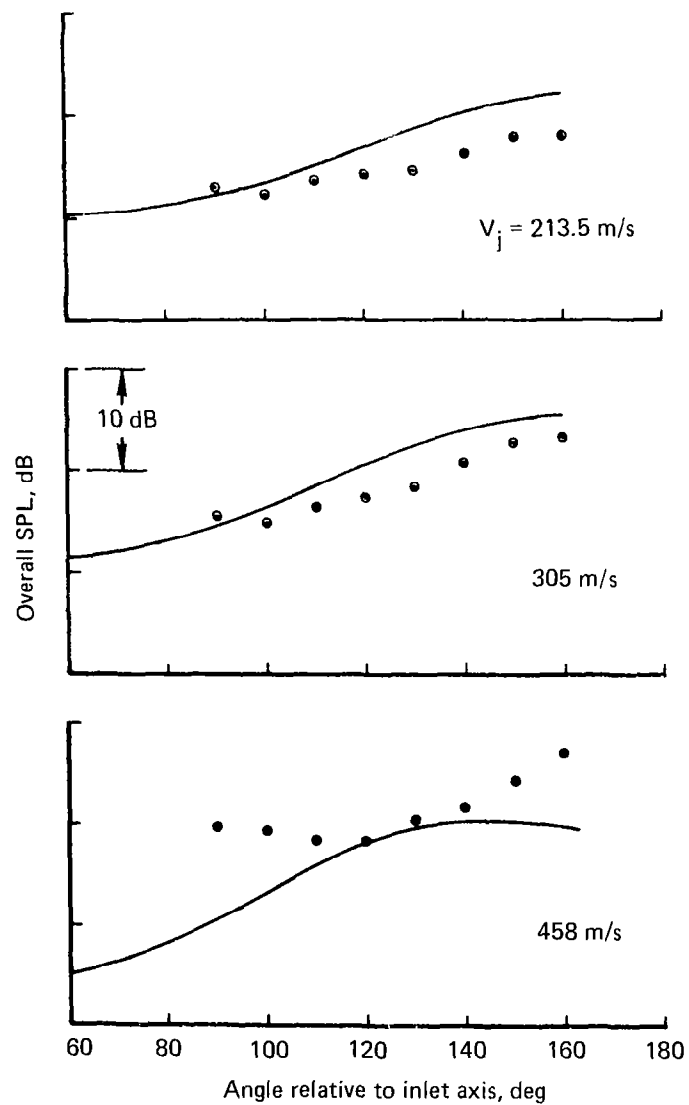 V_j = 213.5 m/s
10 dB
Overall SPL, dB
305 m/s
458 m/s
60 80 100 120 140 160 180
Angle relative to inlet axis, deg